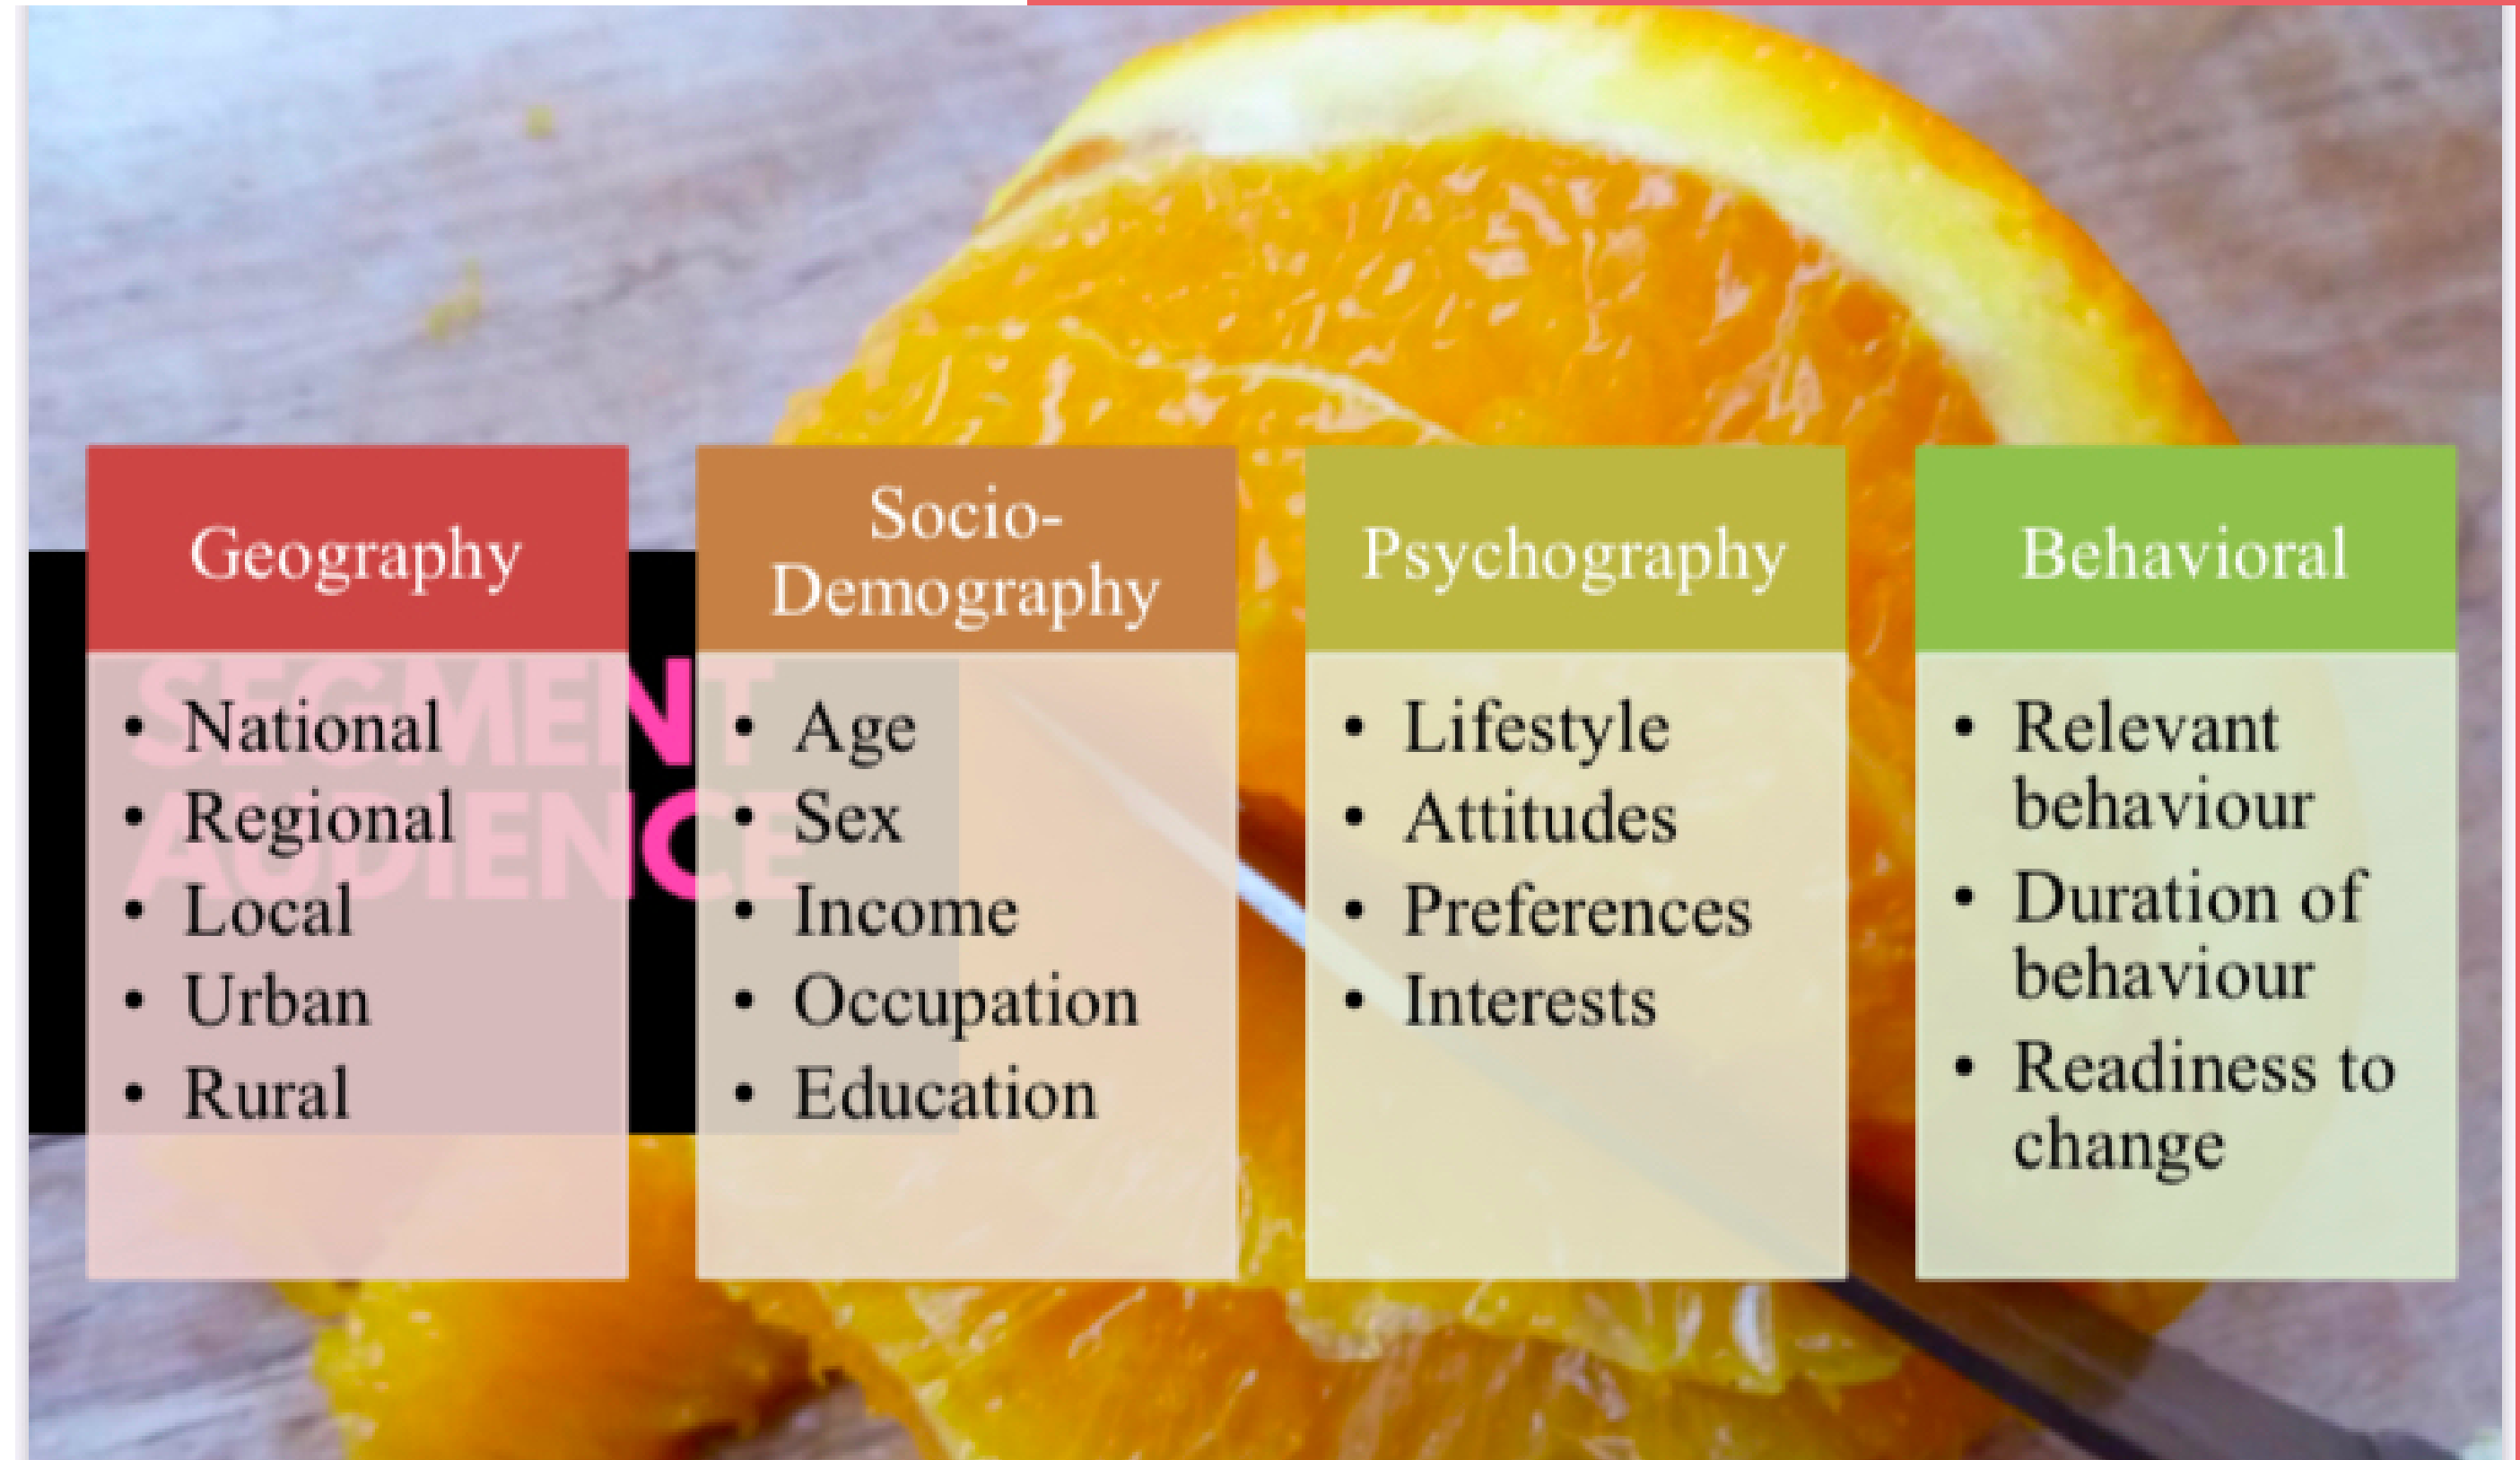 SEGMENT
AUDIENCE
Geography
• National
• Regional
• Local
• Urban
• Rural
Socio-
Demography
• Age
• Sex
• Income
• Occupation
• Education
Psychography
• Lifestyle
• Attitudes
• Preferences
• Interests
Behavioral
• Relevant
behaviour
• Duration of
behaviour
• Readiness to
change